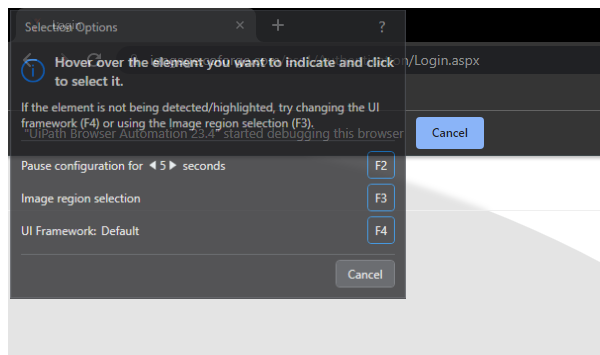 Selection Options
Login
?
Hover over the element you want to indicate and click
to select it.
/Login.aspx
If the element is not being detected/highlighted, try changing the UI
framework (F4) or using the Image region selection (F3).
"UiPath Browser Automation 23.4" started debugging this browser
Cancel
Pause configuration for 5 seconds
F2
Image region selection
F3
UI Framework: Default
F4
Cancel